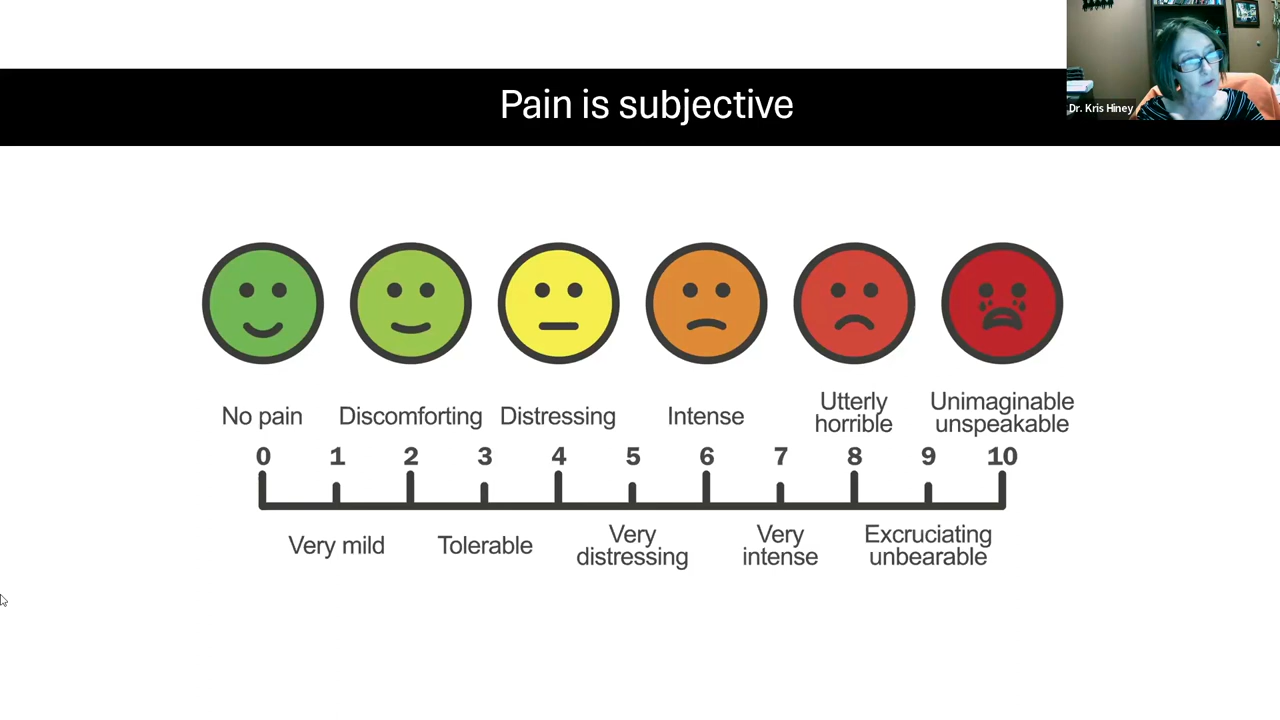 Pain is subjective
Dr. Kris Hiney
No pain
Discomforting
Distressing
Intense
Utterly
horrible
Unimaginable
unspeakable
0 1 2 3 4 5 6 7 8 9 10
Very mild
Tolerable
Very
distressing
Very
intense
Excruciating
unbearable